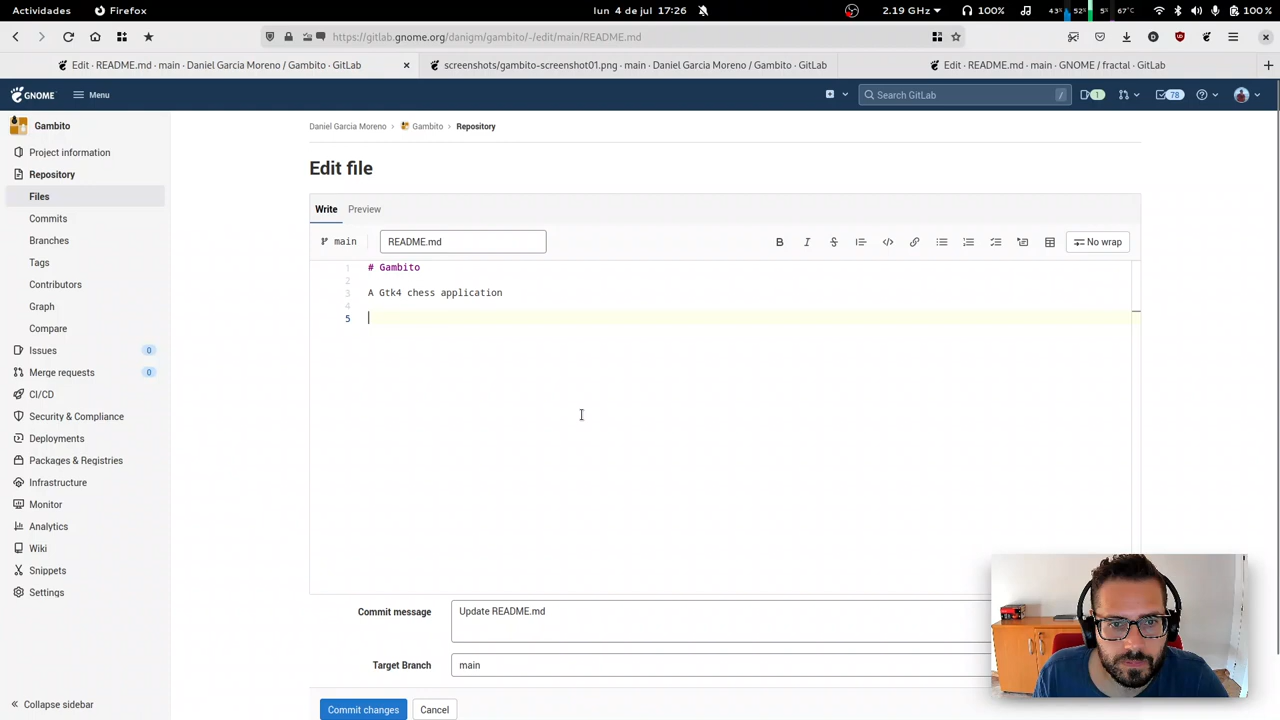 Actividades
Firefox
lun 4 de jul 17:26
2.19 GHz
100%
43%
52%
5%
67°C
100 %
https://gitlab.gnome.org/danigm/gambito/-/edit/main/README.md
Edit · README.md · main · Daniel Garcia Moreno / Gambito · GitLab
screenshots/gambito-screenshot01.png · main · Daniel Garcia Moreno / Gambito · GitLab
Edit · README.md · main · GNOME / fractal · GitLab
GNOME
Menu
Search GitLab
/
1
78
Gambito
Project information
Repository
Files
Commits
Branches
Tags
Contributors
Graph
Compare
Issues 0
Merge requests 0
CI/CD
Security & Compliance
Deployments
Packages & Registries
Infrastructure
Monitor
Analytics
Wiki
Snippets
Settings
Collapse sidebar
Daniel Garcia Moreno > Gambito > Repository
Edit file
Write Preview
main
README.md
No wrap
1 # Gambito
2
3 A Gtk4 chess application
4
5
Commit message
Update README.md
Target Branch
main
Commit changes
Cancel